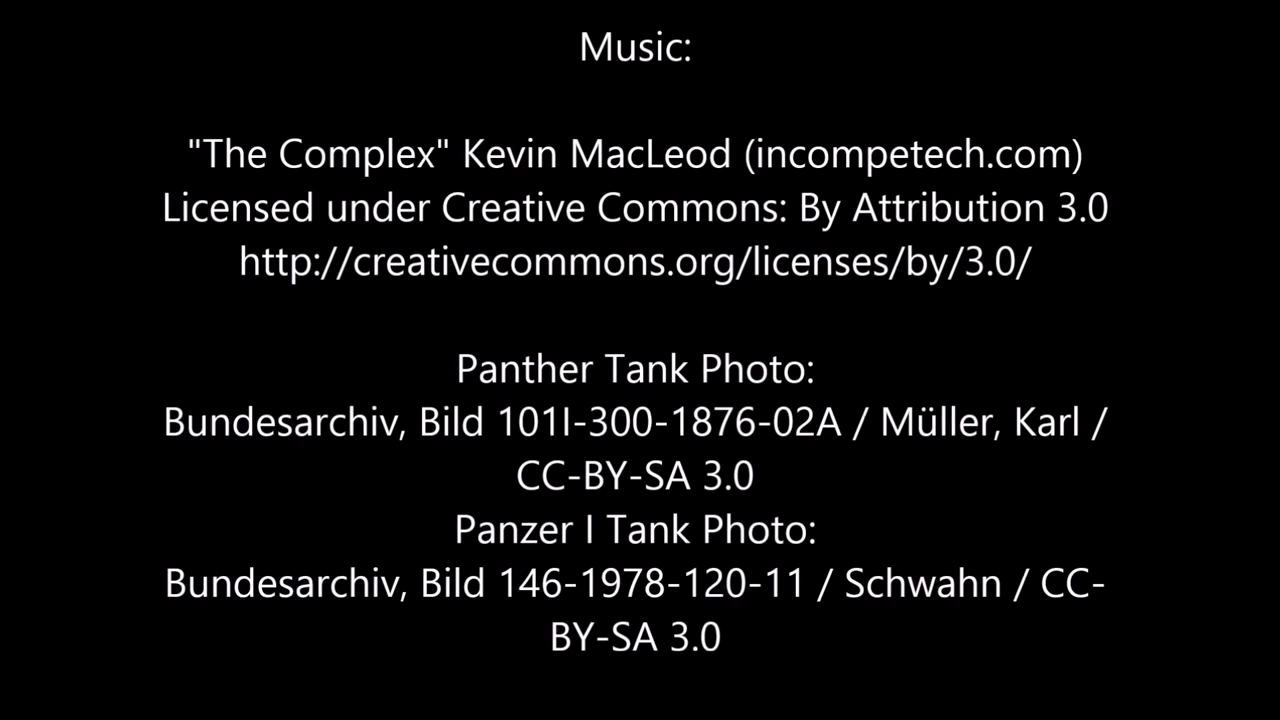 Music:
"The Complex" Kevin MacLeod (incompetech.com)
Licensed under Creative Commons: By Attribution 3.0
http://creativecommons.org/licenses/by/3.0/
Panther Tank Photo:
Bundesarchiv, Bild 101I-300-1876-02A / Müller, Karl /
CC-BY-SA 3.0
Panzer I Tank Photo:
Bundesarchiv, Bild 146-1978-120-11 / Schwahn / CC-
BY-SA 3.0